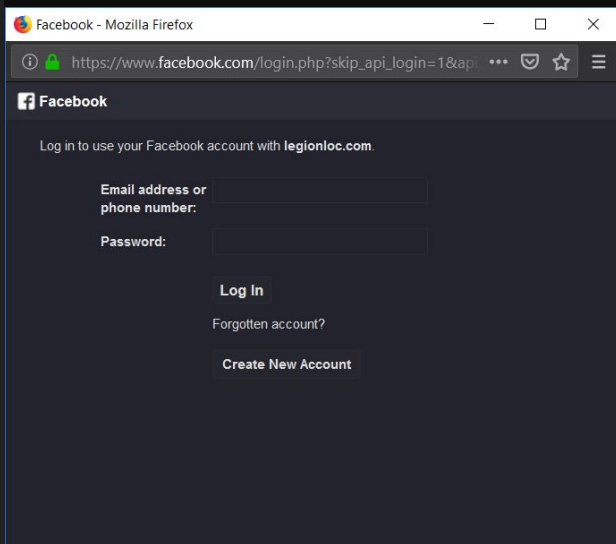 Facebook - Mozilla Firefox
https://www.facebook.com/login.php?skip_api_login=1&api
Facebook
Log in to use your Facebook account with legionloc.com.
Email address or
phone number:
Password:
Log In
Forgotten account?
Create New Account